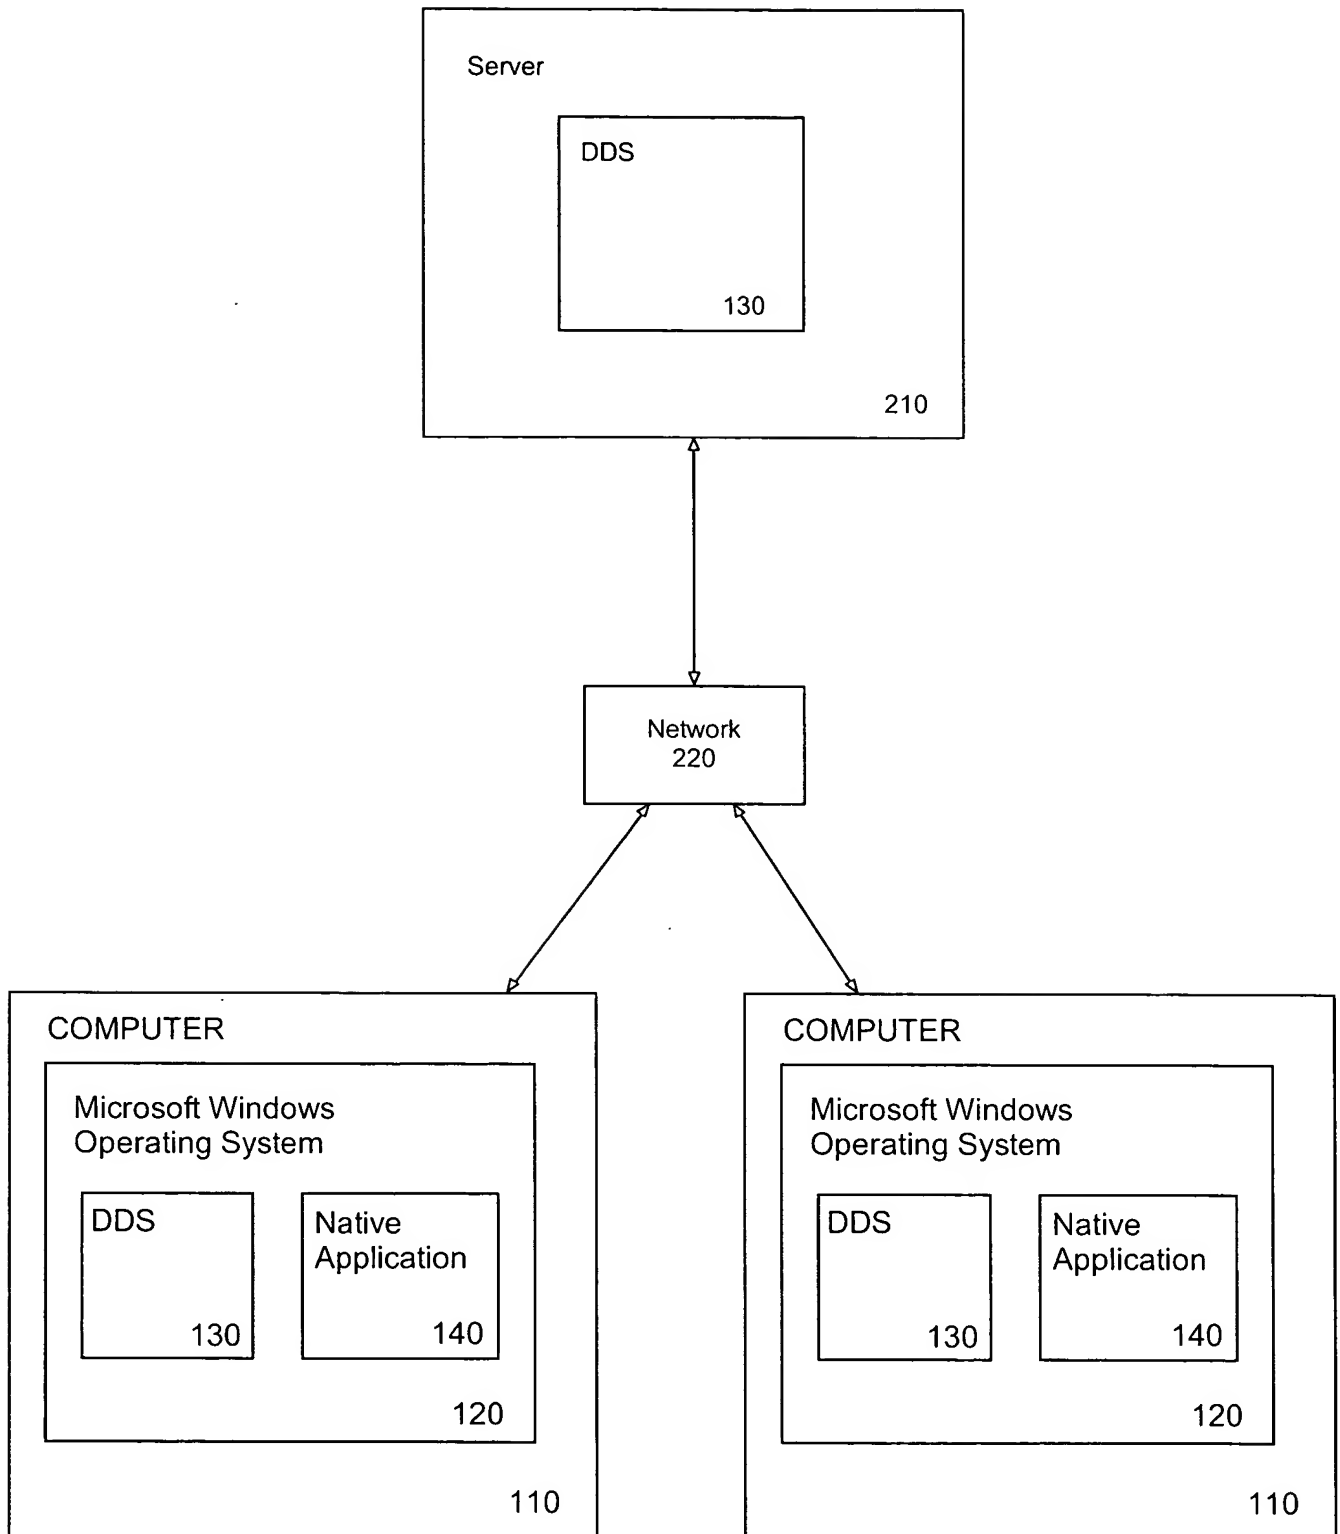 Server
DDS
130
210
Network
220
COMPUTER
Microsoft Windows
Operating System
DDS
130
Native
Application
140
120
110
COMPUTER
Microsoft Windows
Operating System
DDS
130
Native
Application
140
120
110